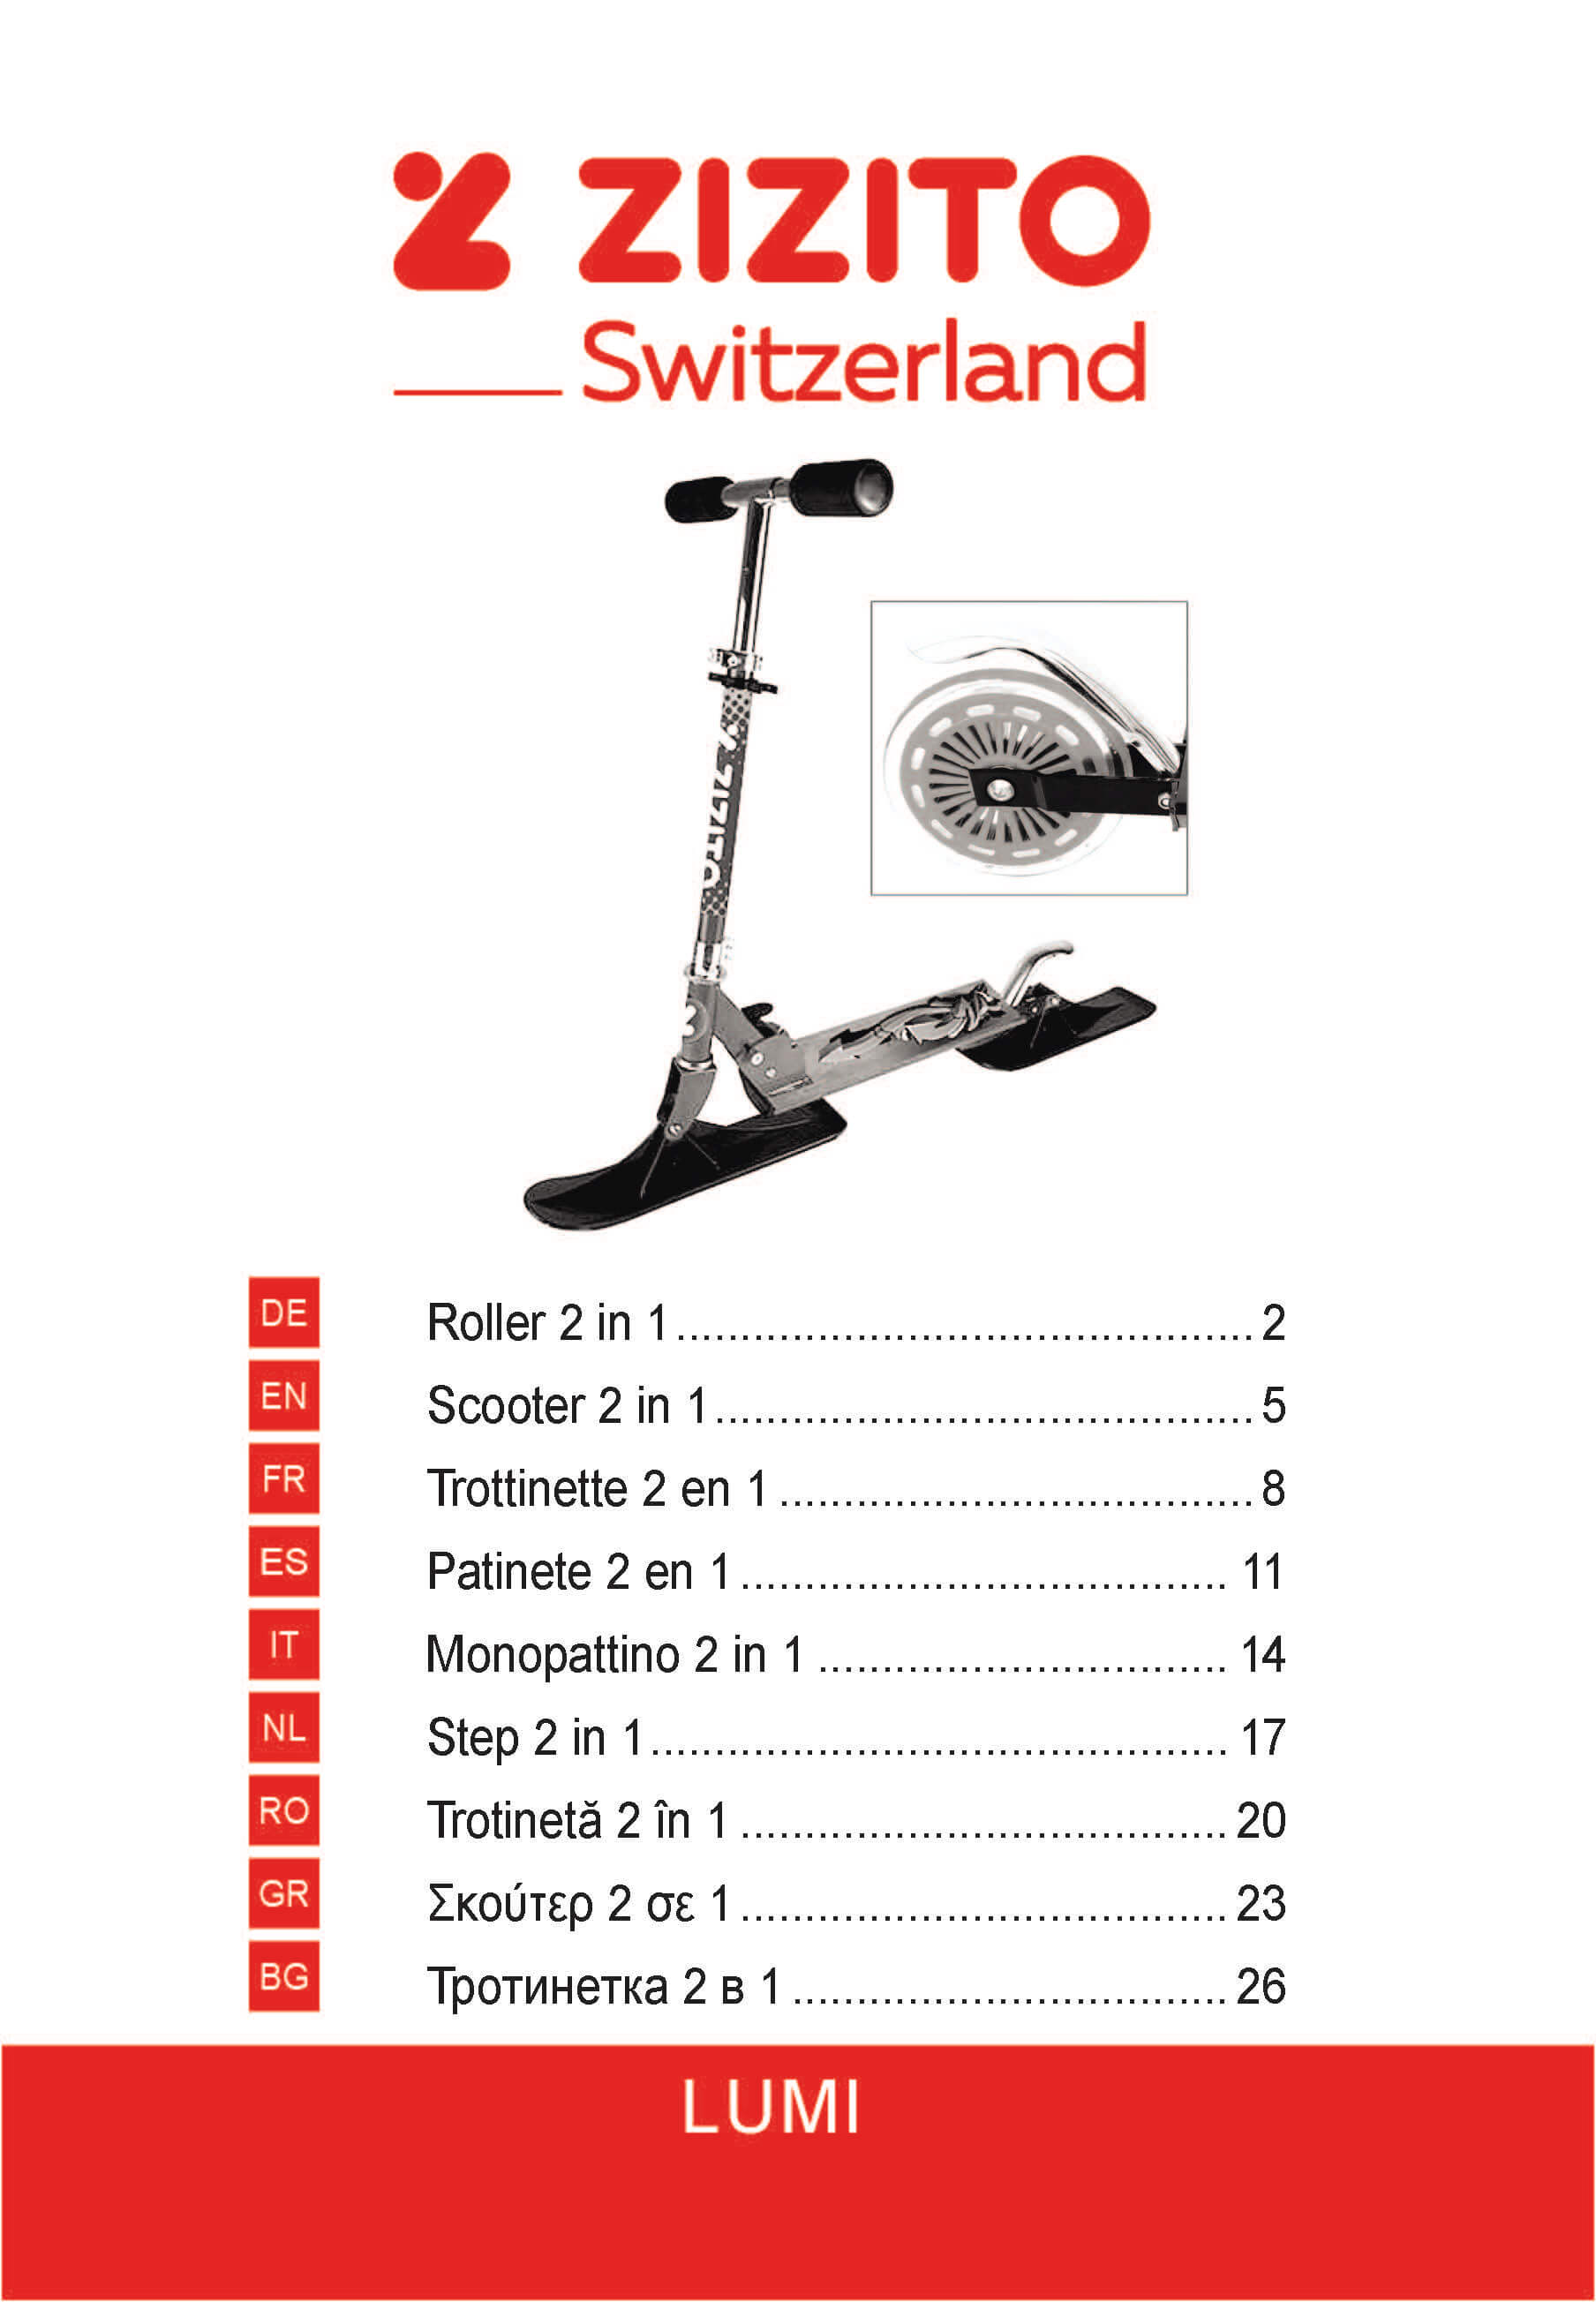 ZIZITO
Switzerland
ZIZITO
DE Roller 2 in 1 ............................................. 2
EN Scooter 2 in 1 .......................................... 5
FR Trottinette 2 en 1 ..................................... 8
ES Patinete 2 en 1 ...................................... 11
IT Monopattino 2 in 1 ................................ 14
NL Step 2 in 1 ............................................. 17
RO Trotinetă 2 în 1 ...................................... 20
GR Σκούτερ 2 σε 1 ...................................... 23
BG Тротинетка 2 в 1 .................................. 26
LUMI